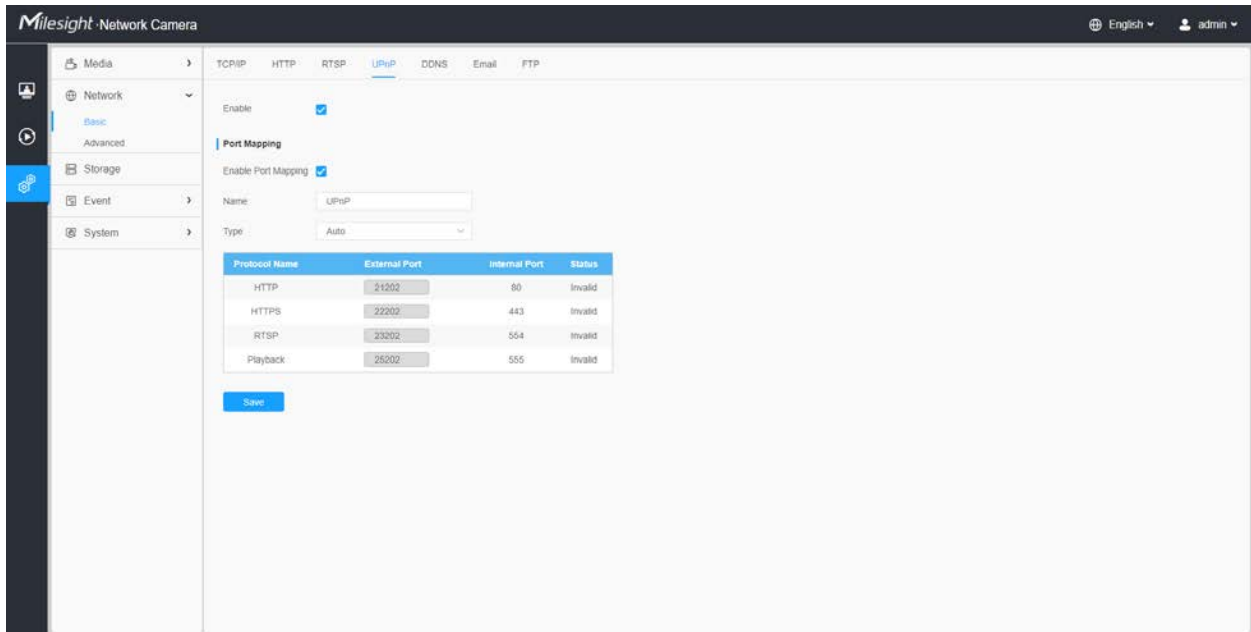 Milesight Network Camera
English
admin
Media
Network
Basic
Advanced
Storage
Event
System
TCP/IP HTTP RTSP UPnP DDNS Email FTP
Enable
Port Mapping
Enable Port Mapping
Name UPnP
Type Auto
Protocol Name External Port Internal Port Status
HTTP 21202 80 Invalid
HTTPS 22202 443 Invalid
RTSP 23202 554 Invalid
Playback 25202 555 Invalid
Save